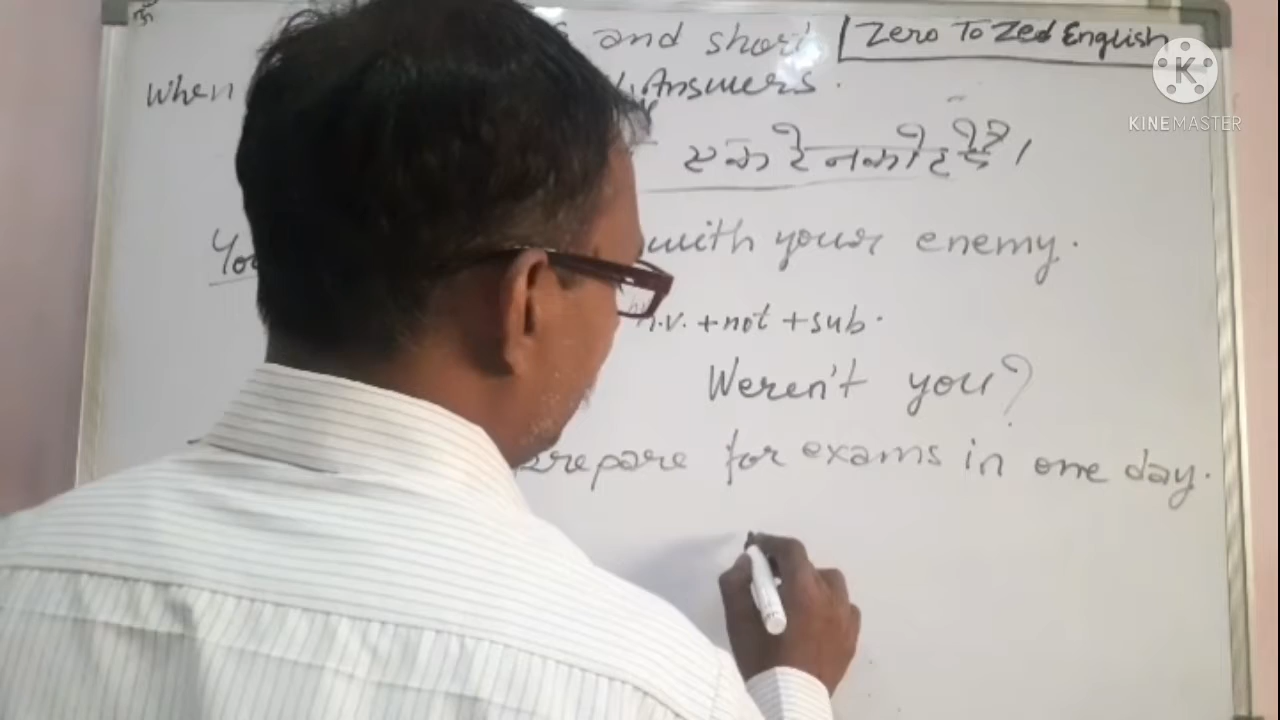 ॐ
and short Zero To Zed English
When Answers.
KINEMASTER
with your enemy.
h.v. + not + sub.
Weren't you?
prepare for exams in one day.